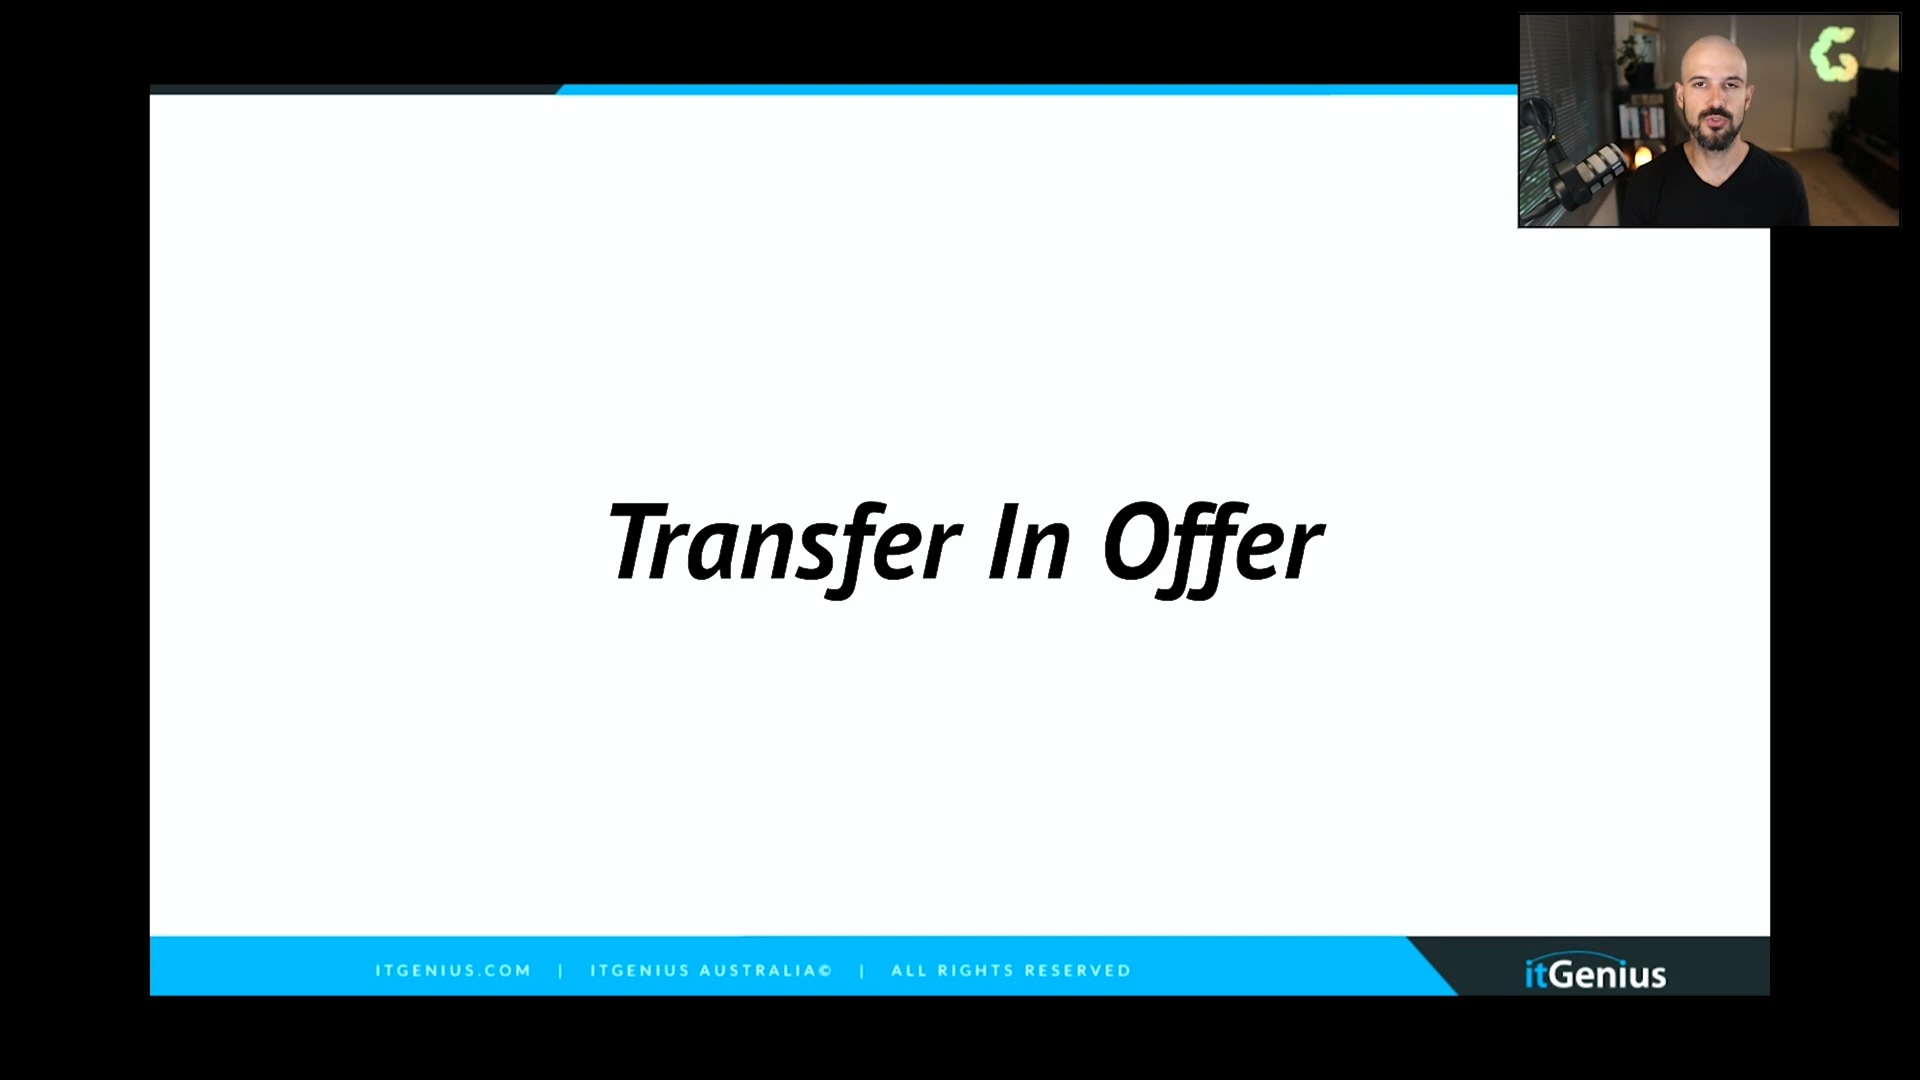 Transfer In Offer
ITGENIUS.COM | ITGENIUS AUSTRALIA© | ALL RIGHTS RESERVED
itGenius